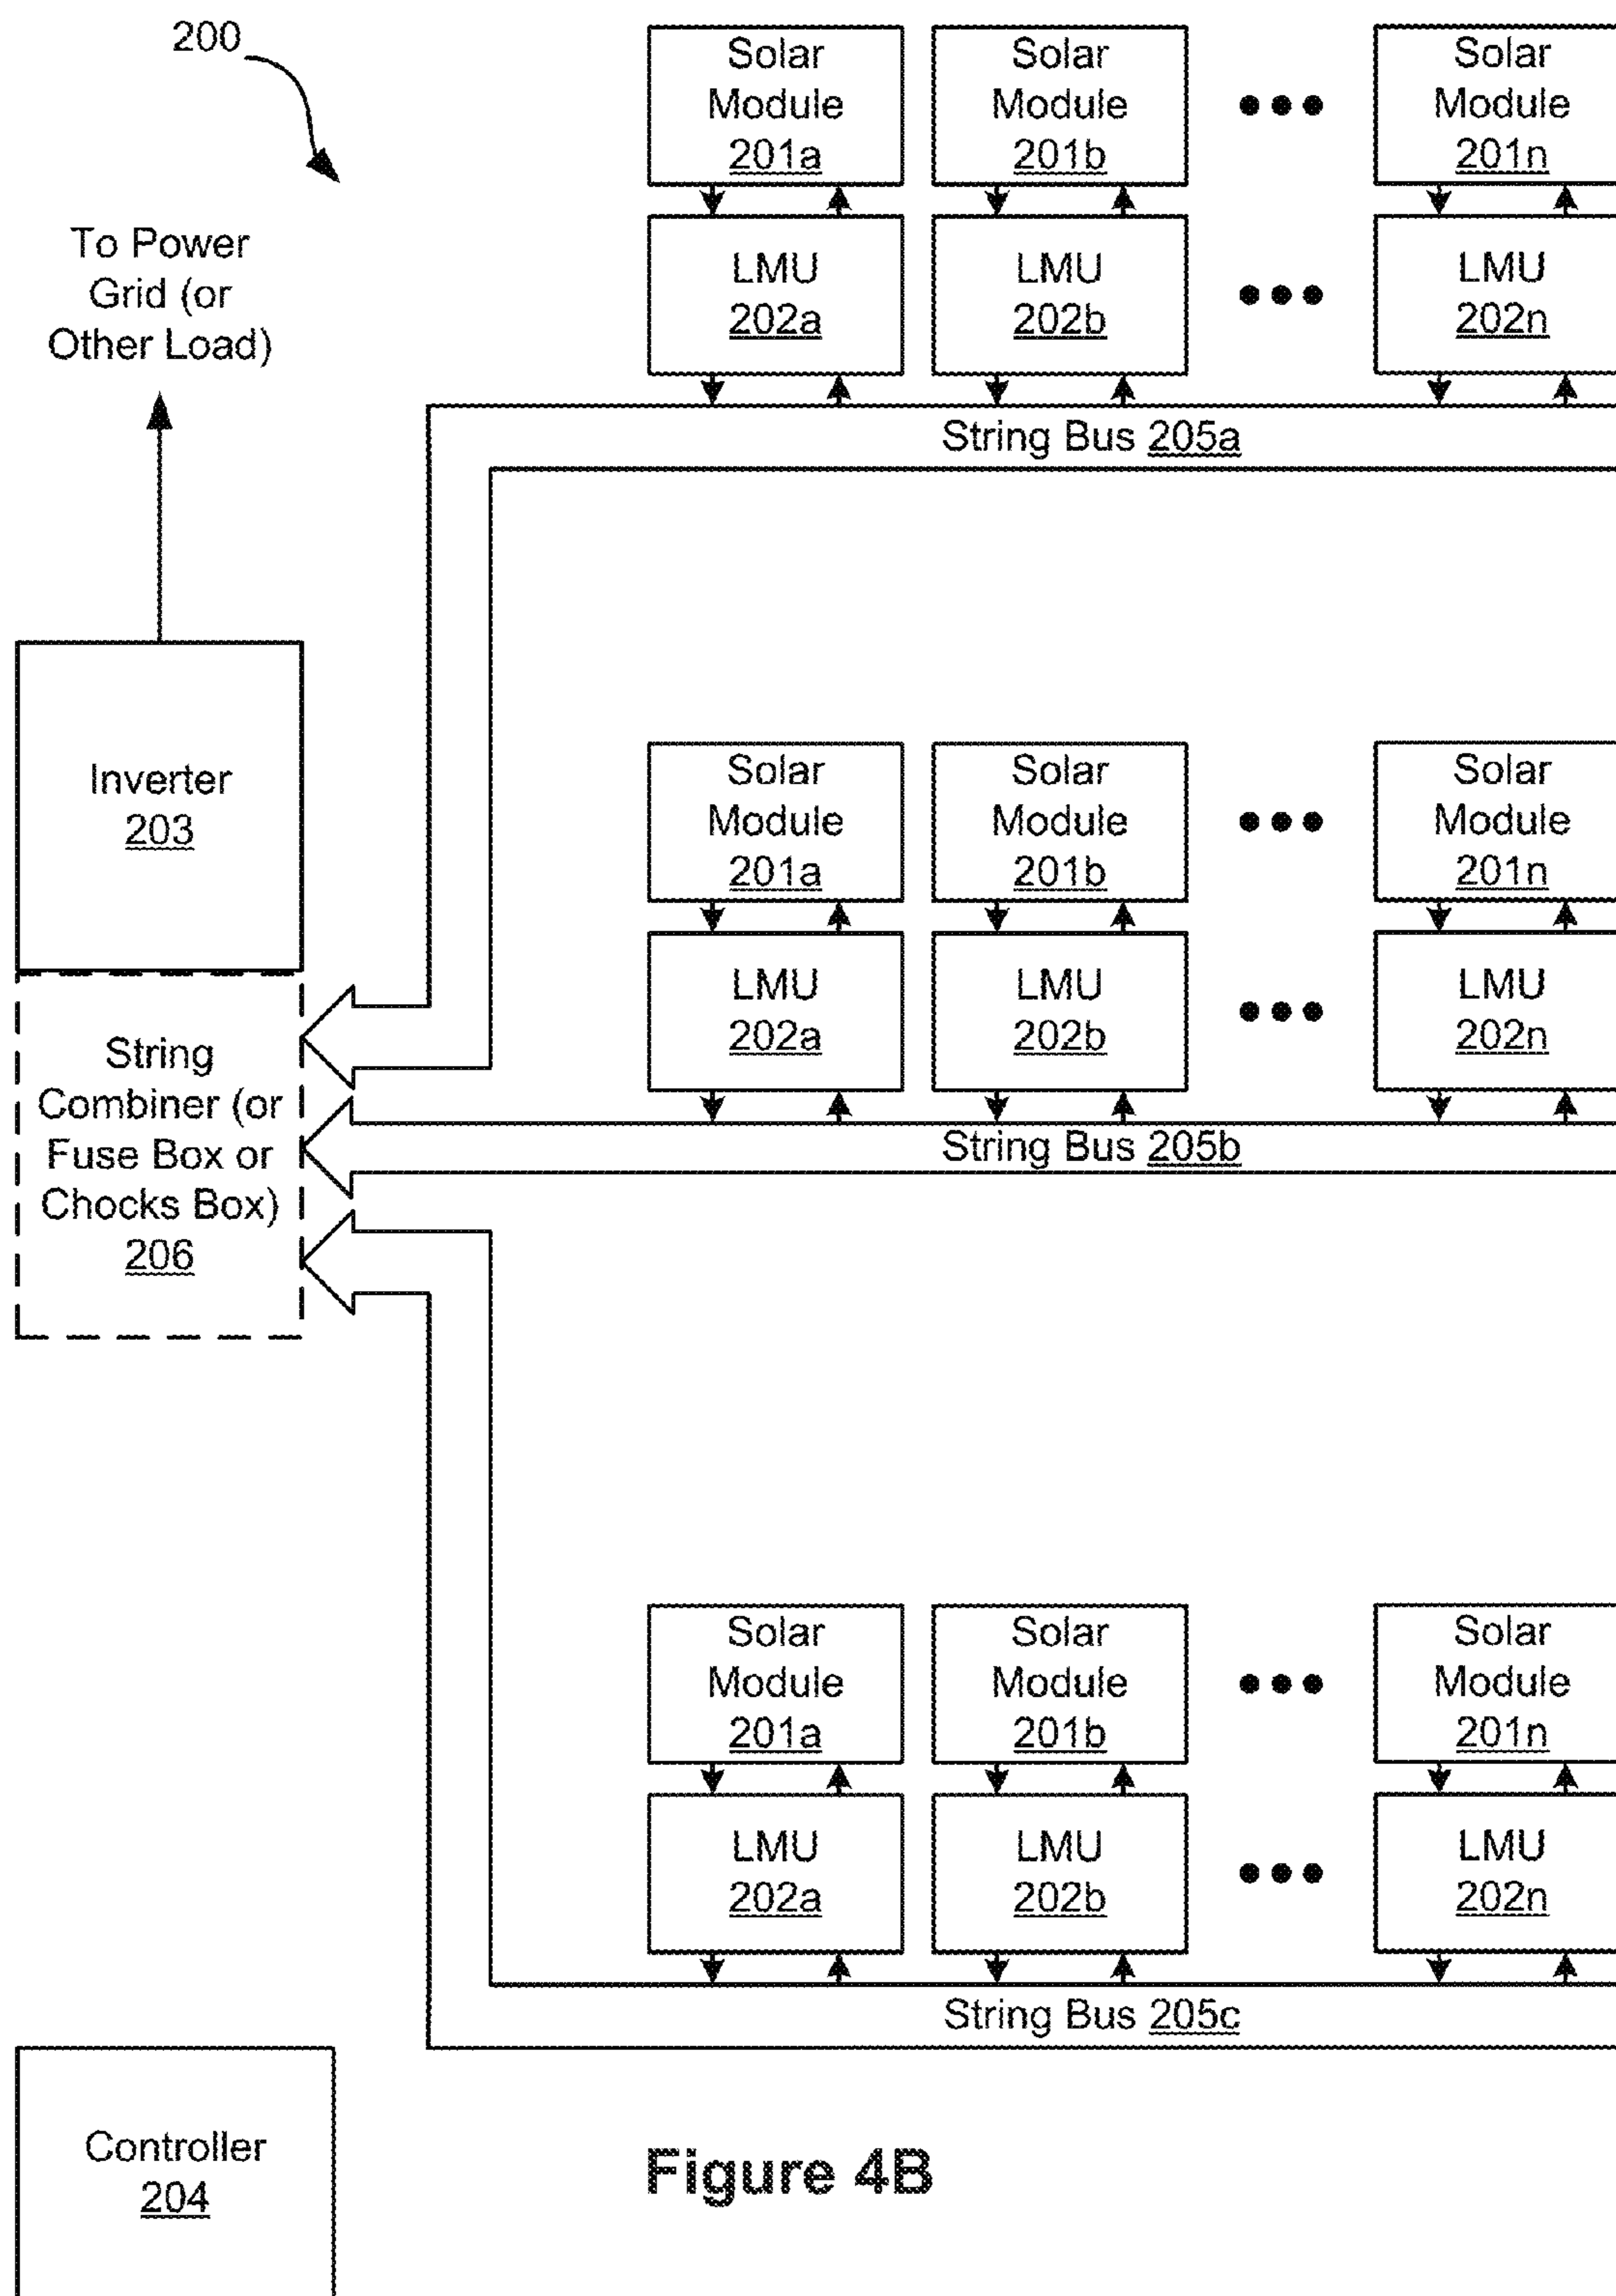 200
To Power
Grid (or
Other Load)
Solar
Module
201a
Solar
Module
201b
Solar
Module
201n
LMU
202a
LMU
202b
LMU
202n
String Bus 205a
Inverter
203
Solar
Module
201a
Solar
Module
201b
Solar
Module
201n
LMU
202a
LMU
202b
LMU
202n
String Bus 205b
String
Combiner (or
Fuse Box or
Chocks Box)
206
Solar
Module
201a
Solar
Module
201b
Solar
Module
201n
LMU
202a
LMU
202b
LMU
202n
String Bus 205c
Controller
204
Figure 4B